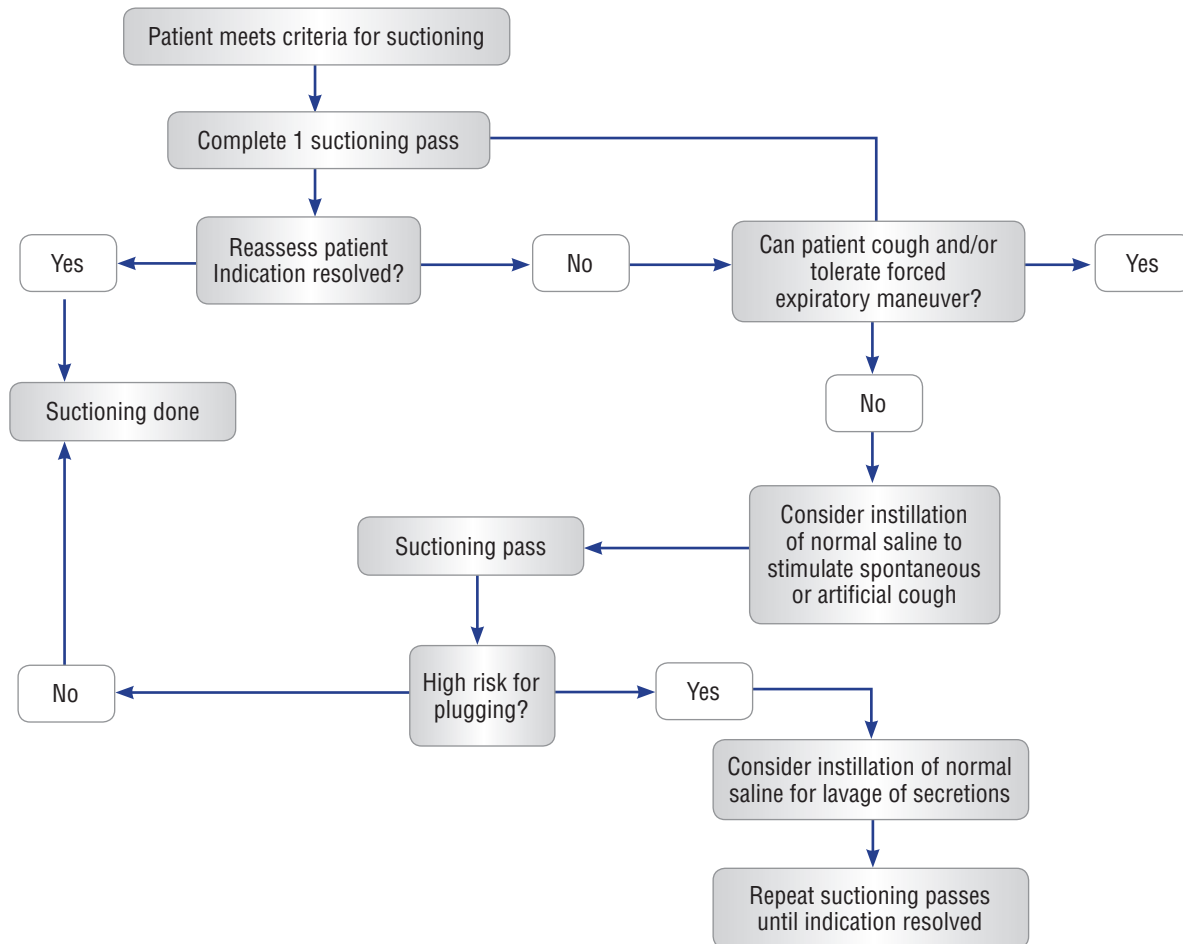 Patient meets criteria for suctioning
Complete 1 suctioning pass
Yes
Reassess patient
Indication resolved?
No
Can patient cough and/or
tolerate forced
expiratory maneuver?
Yes
Suctioning done
No
Suctioning pass
Consider instillation
of normal saline to
stimulate spontaneous
or artificial cough
No
High risk for
plugging?
Yes
Consider instillation of normal
saline for lavage of secretions
Repeat suctioning passes
until indication resolved